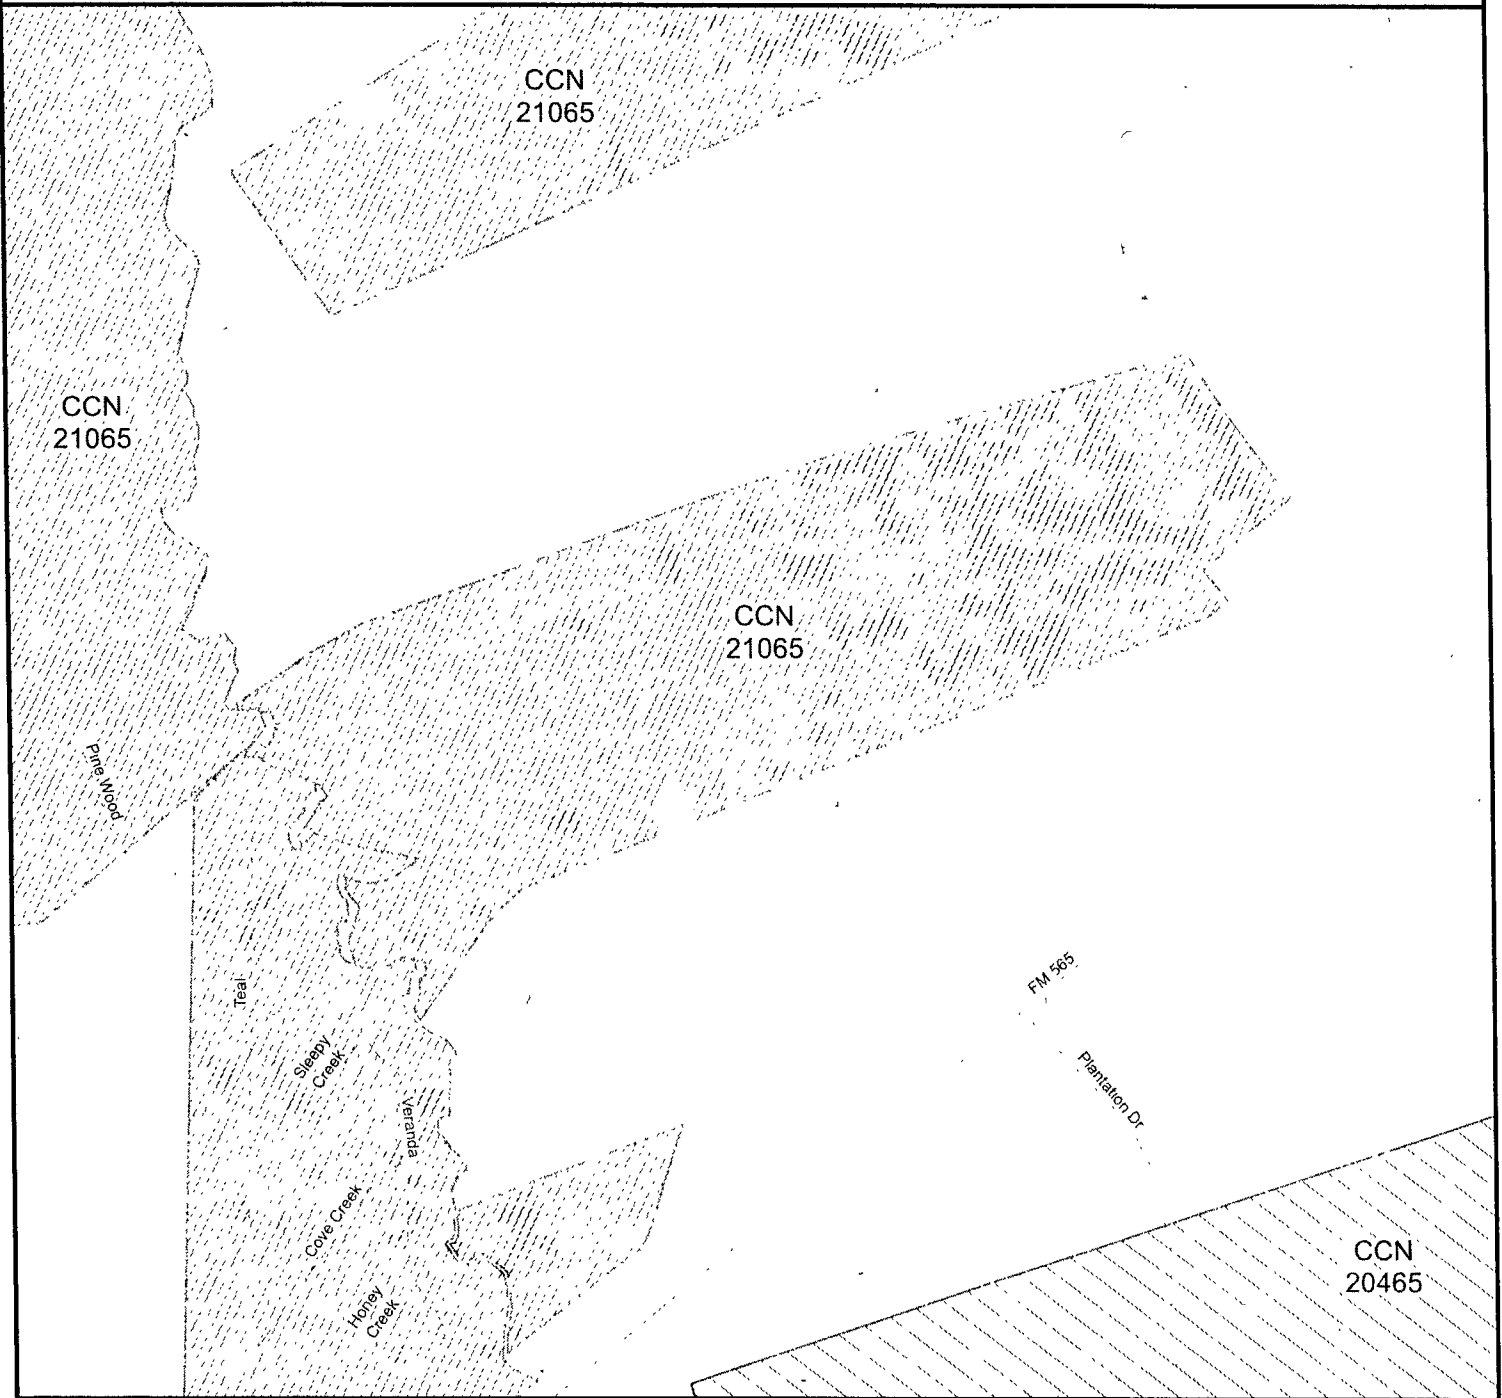 CCN
21065
CCN
21065
CCN
21065
Pine Wood
Teal
Sleepy
Creek
Veranda
Cove Creek
Honey
Creek
FM 565
Plantation Dr
CCN
20465